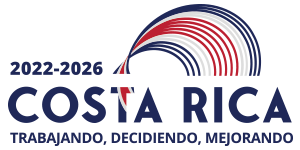 2022-2026
COSTA RICA
TRABAJANDO, DECIDIENDO, MEJORANDO